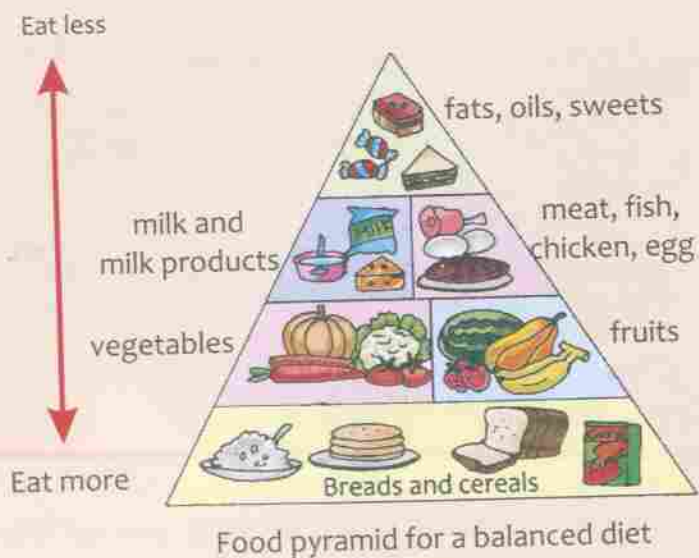 Eat less
fats, oils, sweets
milk and
milk products
MILK
meat, fish,
chicken, egg
vegetables
fruits
Eat more
Breads and cereals
Food pyramid for a balanced diet